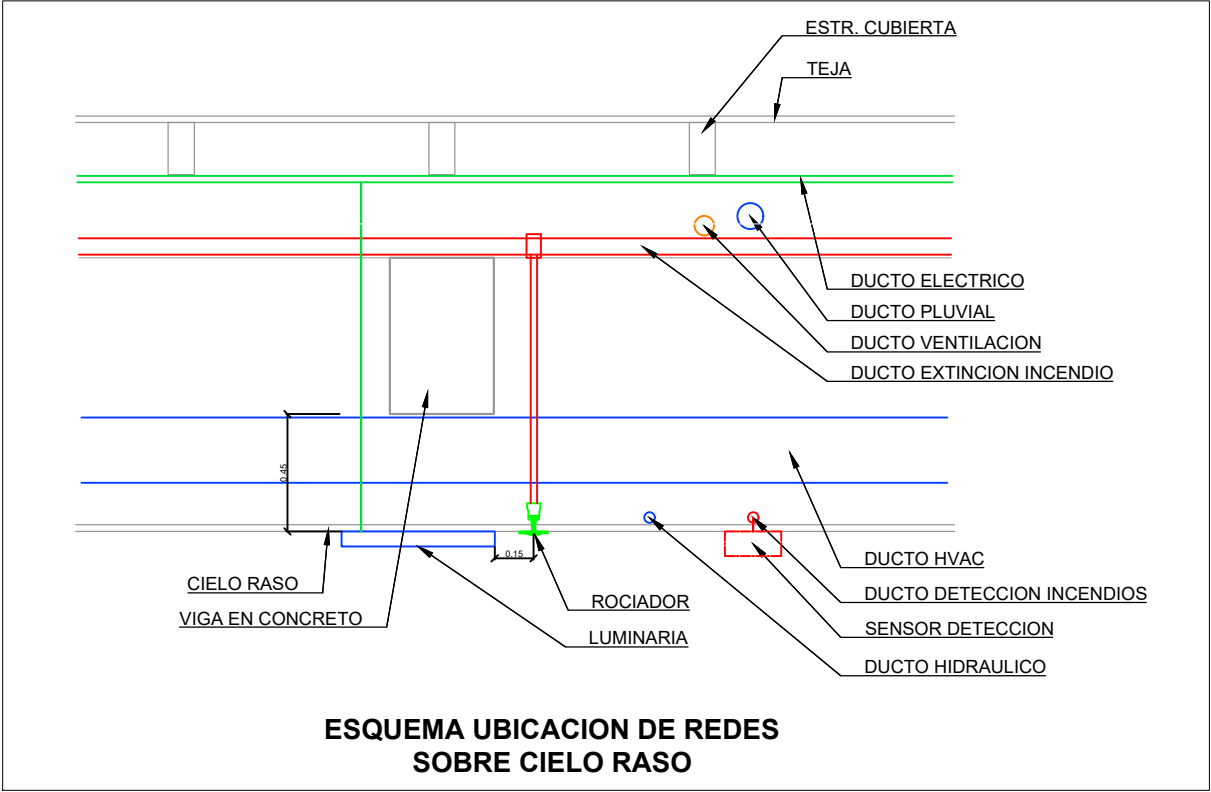 ESTR. CUBIERTA
TEJA
DUCTO ELECTRICO
DUCTO PLUVIAL
DUCTO VENTILACION
DUCTO EXTINCION INCENDIO
0.45
0.15
CIELO RASO
VIGA EN CONCRETO
ROCIADOR
LUMINARIA
DUCTO HVAC
DUCTO DETECCION INCENDIOS
SENSOR DETECCION
DUCTO HIDRAULICO
ESQUEMA UBICACION DE REDES
SOBRE CIELO RASO